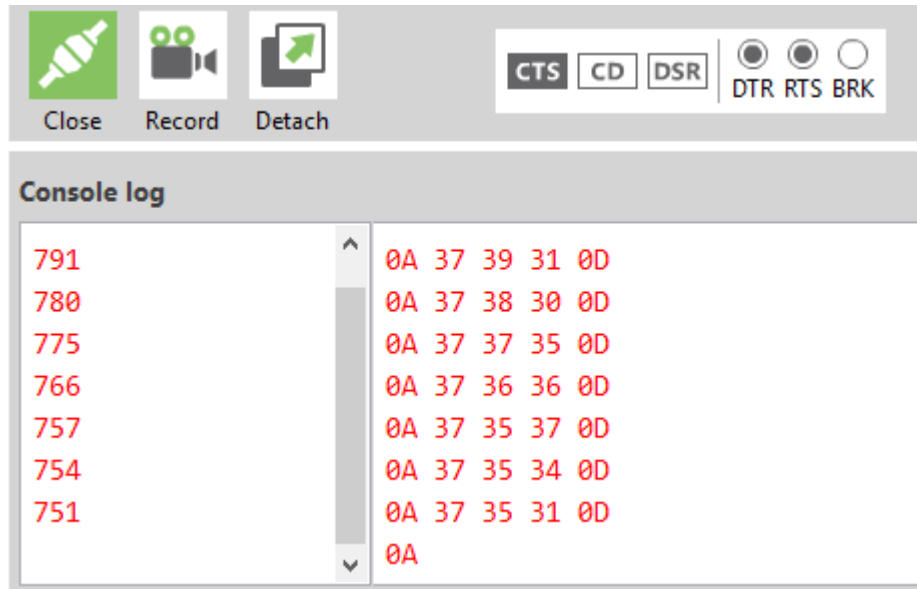 CTS CD DSR
DTR RTS BRK
Close Record Detach
Console log
791 0A 37 39 31 0D
780 0A 37 38 30 0D
775 0A 37 37 35 0D
766 0A 37 36 36 0D
757 0A 37 35 37 0D
754 0A 37 35 34 0D
751 0A 37 35 31 0D
0A